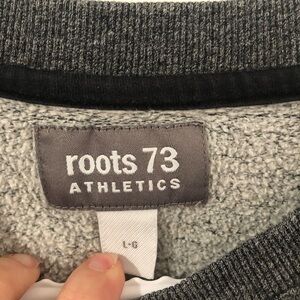 roots 73
ATHLETICS
L-G